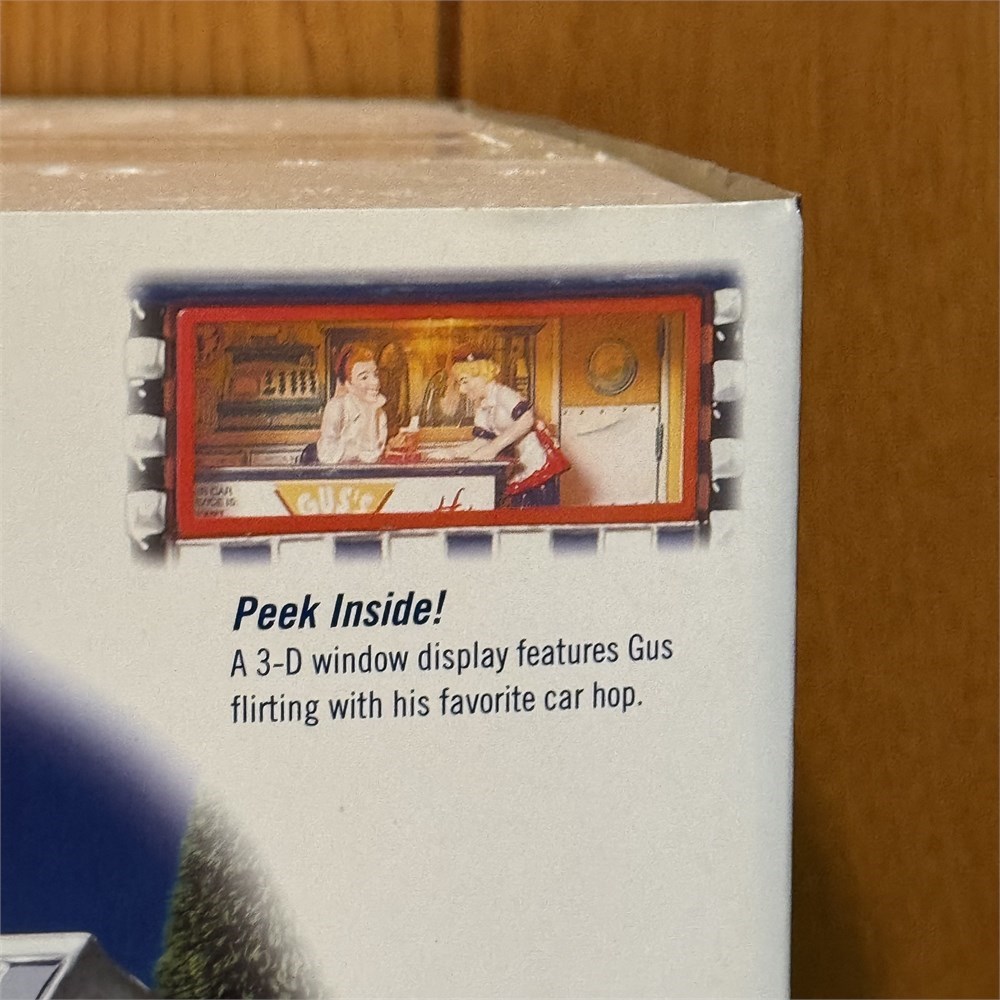 GUS'S
Peek Inside!
A 3-D window display features Gus
flirting with his favorite car hop.